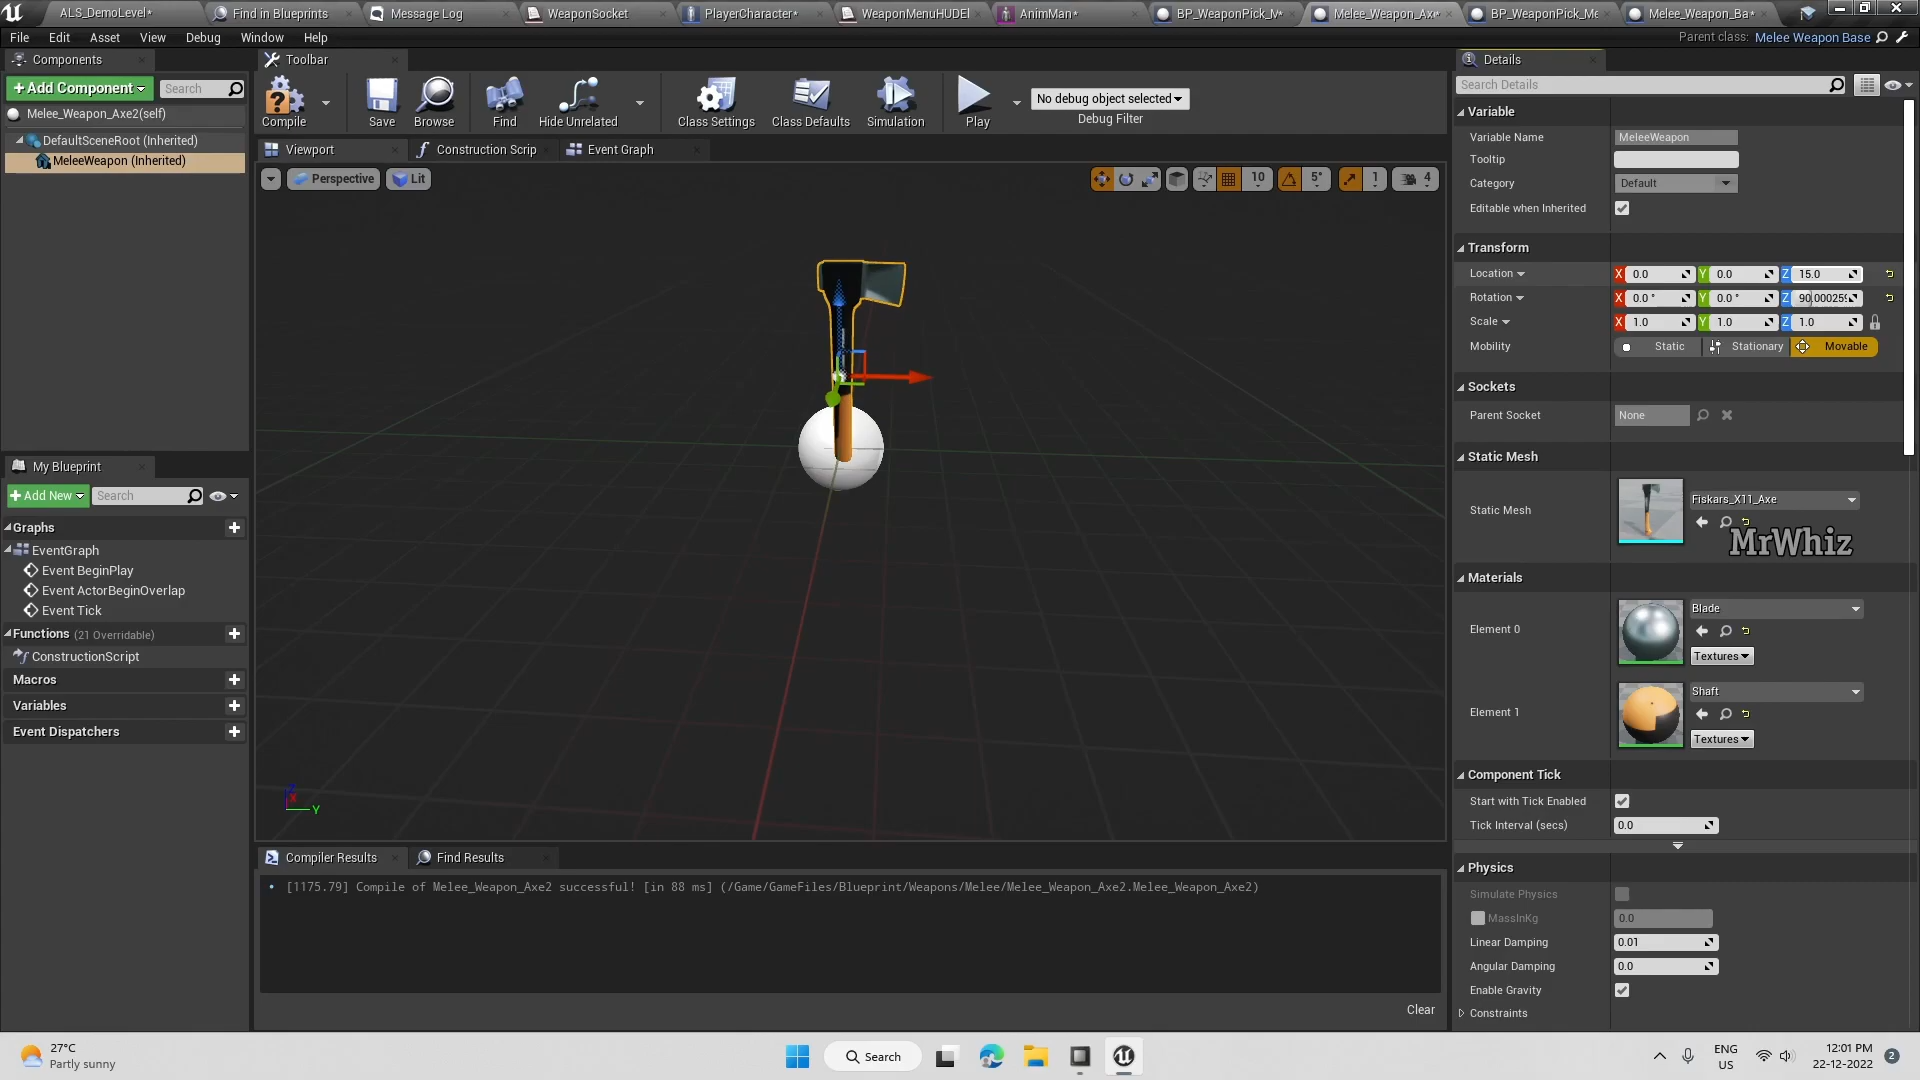 ALS_DemoLevel*
Find in Blueprints
Message Log
WeaponSocket
PlayerCharacter*
WeaponMenuHUDEl
AnimMan*
BP_WeaponPick_M*
Melee_Weapon_Ax*
BP_WeaponPick_Me
Melee_Weapon_Ba*
File Edit Asset View Debug Window Help
Parent class: Melee Weapon Base
Components
Toolbar
Details
+Add Component
Search
Search Details
Melee_Weapon_Axe2(self)
DefaultSceneRoot (Inherited)
MeleeWeapon (Inherited)
Compile
Save
Browse
Find
Hide Unrelated
Class Settings
Class Defaults
Simulation
Play
No debug object selected
Debug Filter
Viewport
Construction Scrip
Event Graph
Perspective
Lit
10
5°
1
4
Variable
Variable Name MeleeWeapon
Tooltip
Category Default
Editable when Inherited
Transform
Location X 0.0 Y 0.0 Z 15.0
Rotation X 0.0 ° Y 0.0 ° Z 90.000259
Scale X 1.0 Y 1.0 Z 1.0
Mobility Static Stationary Movable
Sockets
Parent Socket None
Static Mesh
Static Mesh Fiskars_X11_Axe
MrWhiz
Materials
Element 0 Blade
Textures
Element 1 Shaft
Textures
Component Tick
Start with Tick Enabled
Tick Interval (secs) 0.0
Physics
Simulate Physics
MassInKg 0.0
Linear Damping 0.01
Angular Damping 0.0
Enable Gravity
Constraints
My Blueprint
+Add New
Search
Graphs
EventGraph
Event BeginPlay
Event ActorBeginOverlap
Event Tick
Functions (21 Overridable)
ConstructionScript
Macros
Variables
Event Dispatchers
Z
X
Y
Compiler Results
Find Results
[1175.79] Compile of Melee_Weapon_Axe2 successful! [in 88 ms] (/Game/GameFiles/Blueprint/Weapons/Melee/Melee_Weapon_Axe2.Melee_Weapon_Axe2)
Clear
27°C
Partly sunny
Search
ENG
US
12:01 PM
22-12-2022
2